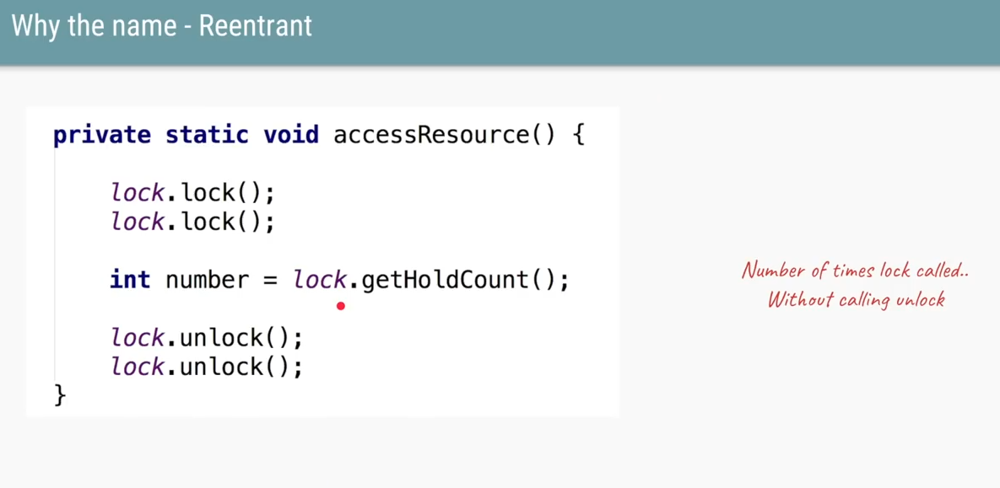 Why the name - Reentrant
private static void accessResource() {
lock.lock();
lock.lock();
int number = lock.getHoldCount();
Number of times lock called..
Without calling unlock
lock.unlock();
lock.unlock();
}